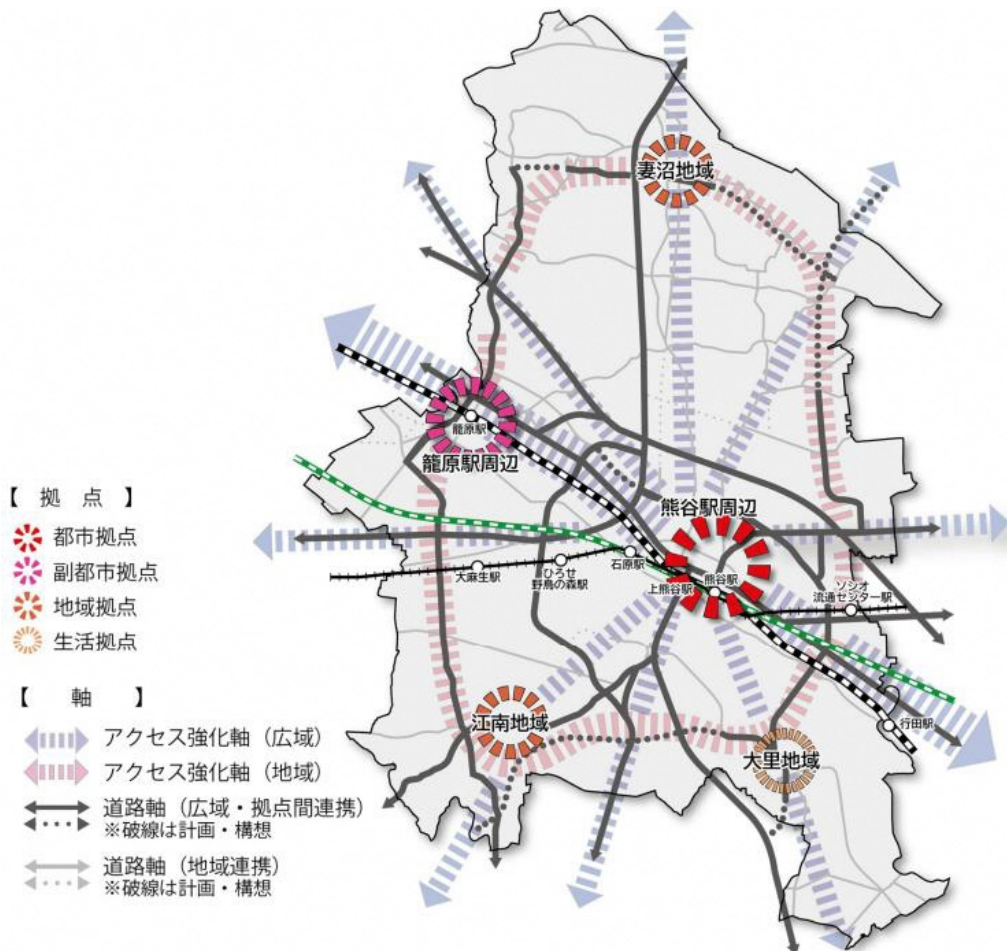 妻沼地域
籠原駅
籠原駅周辺
熊谷駅周辺
石原駅
大麻生駅
ひろせ
野鳥の森駅
上熊谷駅
熊谷駅
ソシオ
流通センター駅
行田駅
江南地域
大里地域
【 拠 点 】
都市拠点
副都市拠点
地域拠点
生活拠点
【 軸 】
アクセス強化軸（広域）
アクセス強化軸（地域）
道路軸（広域・拠点間連携）
※破線は計画・構想
道路軸（地域連携）
※破線は計画・構想